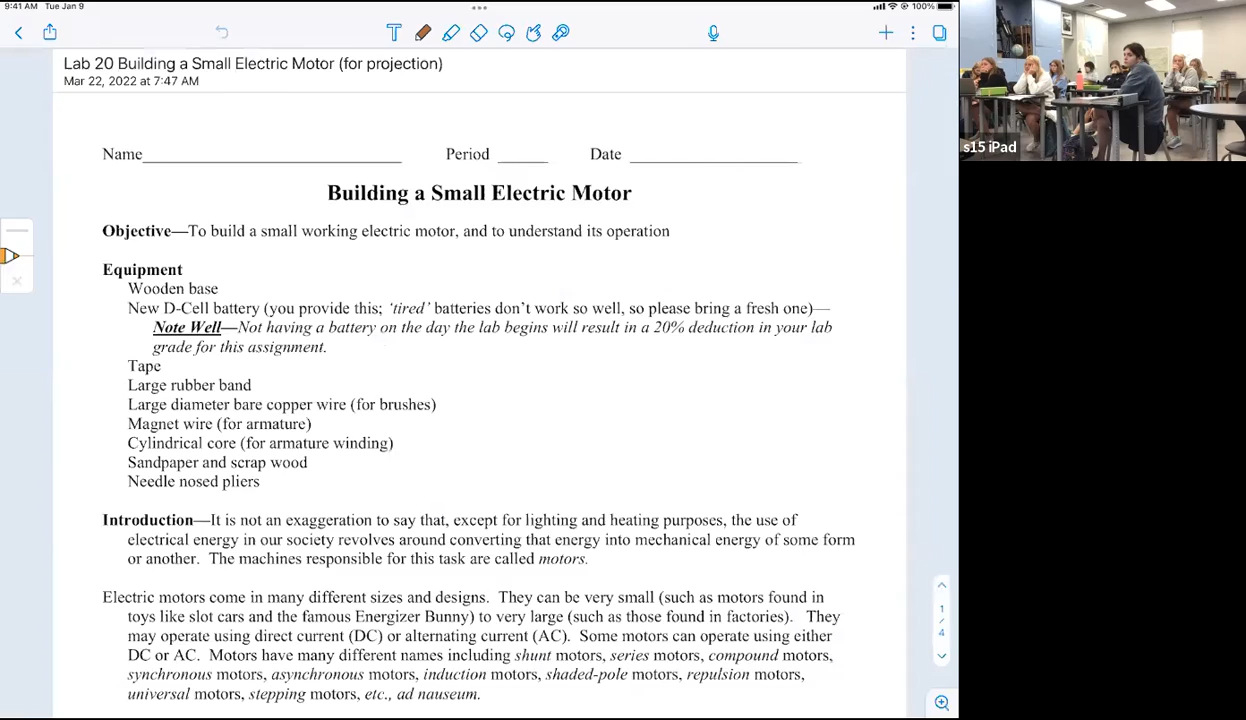 9:41 AM Tue Jan 9
100%
Lab 20 Building a Small Electric Motor (for projection)
Mar 22, 2022 at 7:47 AM
s15 iPad
Name____________________ Period ______ Date ____________________
Building a Small Electric Motor
Objective—To build a small working electric motor, and to understand its operation
Equipment
Wooden base
New D-Cell battery (you provide this; ‘tired’ batteries don’t work so well, so please bring a fresh one)—
Note Well—Not having a battery on the day the lab begins will result in a 20% deduction in your lab
grade for this assignment.
Tape
Large rubber band
Large diameter bare copper wire (for brushes)
Magnet wire (for armature)
Cylindrical core (for armature winding)
Sandpaper and scrap wood
Needle nosed pliers
Introduction—It is not an exaggeration to say that, except for lighting and heating purposes, the use of
electrical energy in our society revolves around converting that energy into mechanical energy of some form
or another. The machines responsible for this task are called motors.
Electric motors come in many different sizes and designs. They can be very small (such as motors found in
toys like slot cars and the famous Energizer Bunny) to very large (such as those found in factories). They
may operate using direct current (DC) or alternating current (AC). Some motors can operate using either
DC or AC. Motors have many different names including shunt motors, series motors, compound motors,
synchronous motors, asynchronous motors, induction motors, shaded-pole motors, repulsion motors,
universal motors, stepping motors, etc., ad nauseum.
1
/
4